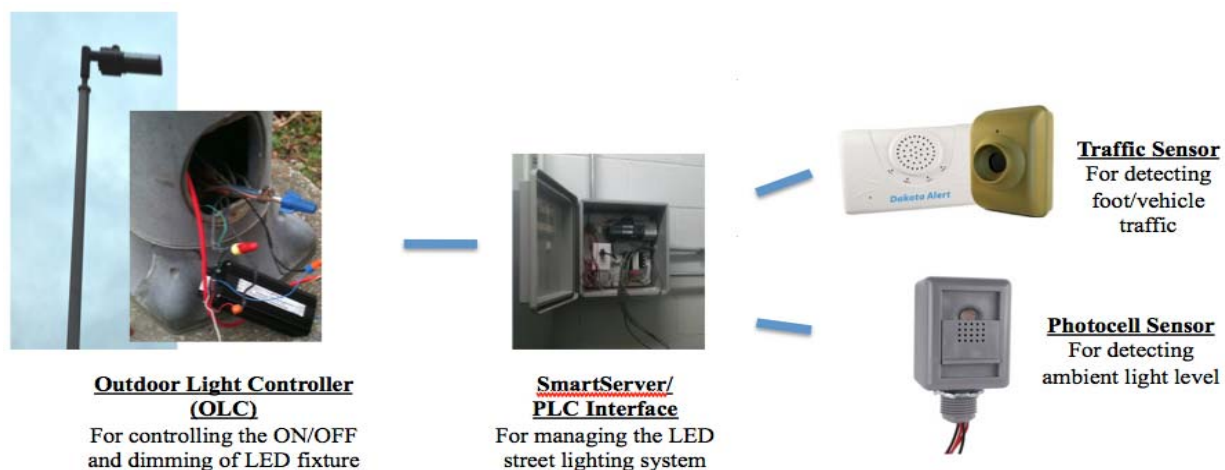 Dakota Alert
Traffic Sensor
For detecting
foot/vehicle
traffic
Outdoor Light Controller
(OLC)
For controlling the ON/OFF
and dimming of LED fixture
SmartServer/
PLC Interface
For managing the LED
street lighting system
Photocell Sensor
For detecting
ambient light level